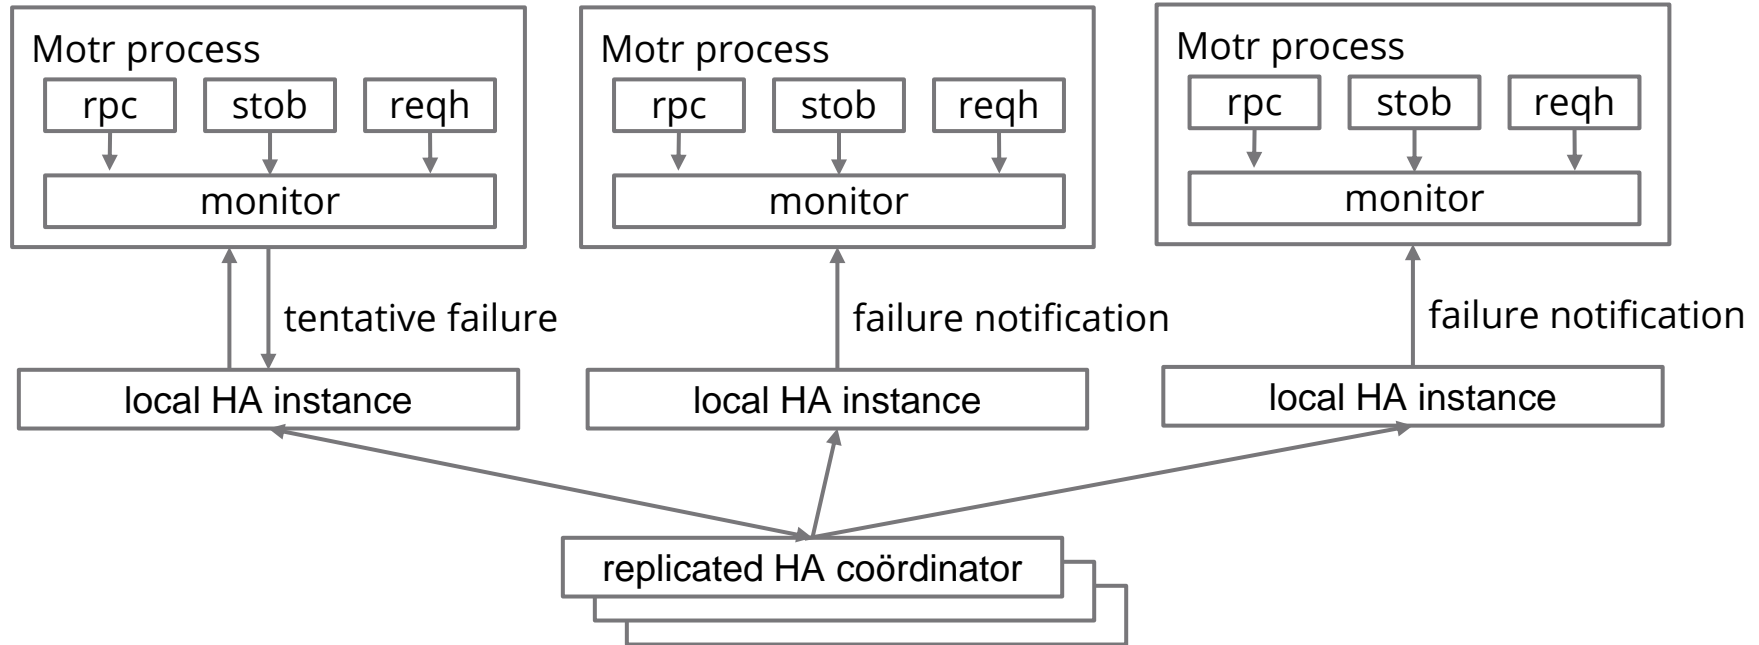 Motr process
rpc
stob
reqh
monitor
Motr process
rpc
stob
reqh
monitor
Motr process
rpc
stob
reqh
monitor
tentative failure
failure notification
failure notification
local HA instance
local HA instance
local HA instance
replicated HA coördinator